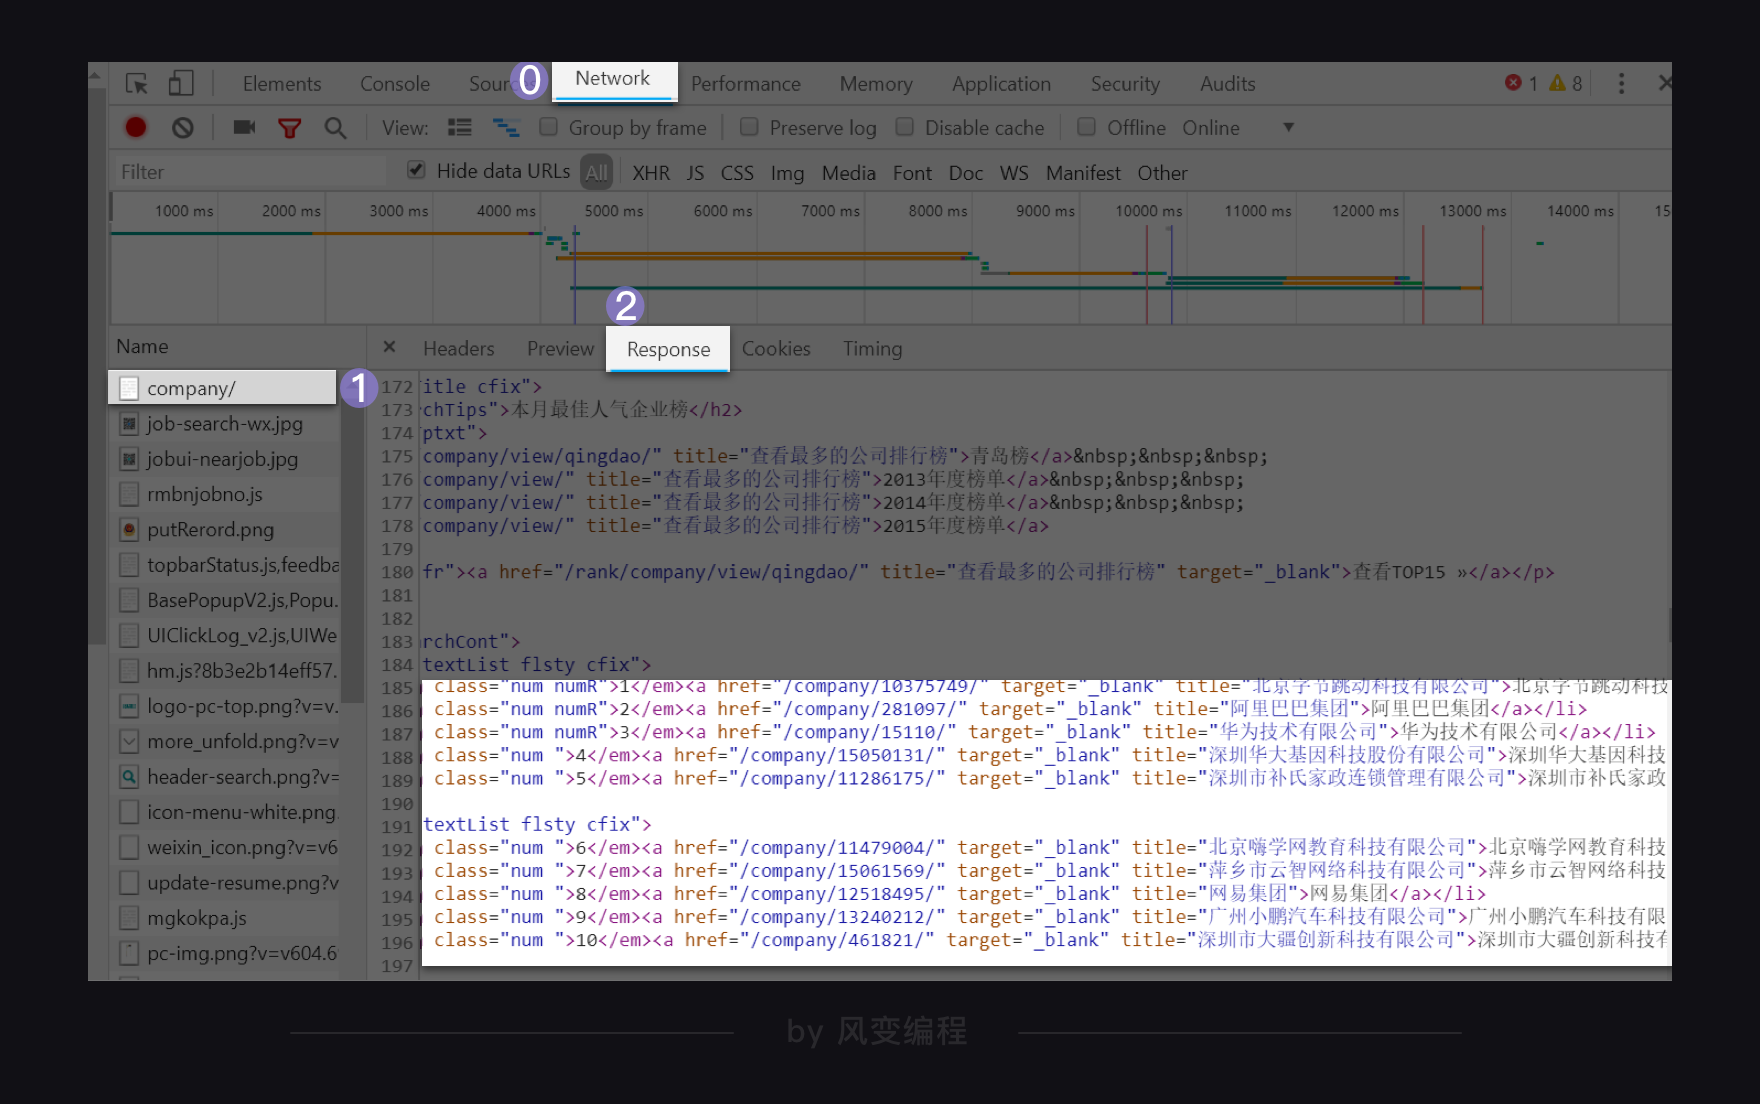 Elements Console Sour 0 Network Performance Memory Application Security Audits 1 8
View: Group by frame Preserve log Disable cache Offline Online
Filter Hide data URLs All XHR JS CSS Img Media Font Doc WS Manifest Other
1000 ms 2000 ms 3000 ms 4000 ms 5000 ms 6000 ms 7000 ms 8000 ms 9000 ms 10000 ms 11000 ms 12000 ms 13000 ms 14000 ms 15
2
Name
Headers Preview Response Cookies Timing
company/ 1
job-search-wx.jpg
jobui-nearjob.jpg
rmbnjobno.js
putRerord.png
topbarStatus.js,feedba
BasePopupV2.js,Popu.
UIClickLog_v2.js,UIWe
hm.js?8b3e2b14eff57.
logo-pc-top.png?v=v.
more_unfold.png?v=v
header-search.png?v=
icon-menu-white.png
weixin_icon.png?v=v6
update-resume.png?v
mgkokpa.js
pc-img.png?v=v604.6
172 itle cfix">
173 chTips">本月最佳人气企业榜</h2>
174 ptxt">
175 company/view/qingdao/" title="查看最多的公司排行榜">青岛榜</a>&nbsp;&nbsp;&nbsp;
176 company/view/" title="查看最多的公司排行榜">2013年度榜单</a>&nbsp;&nbsp;&nbsp;
177 company/view/" title="查看最多的公司排行榜">2014年度榜单</a>&nbsp;&nbsp;&nbsp;
178 company/view/" title="查看最多的公司排行榜">2015年度榜单</a>
179
180 fr"><a href="/rank/company/view/qingdao/" title="查看最多的公司排行榜" target="_blank">查看TOP15 »</a></p>
181
182
183 rchCont">
184 textList flsty cfix">
185 class="num numR">1</em><a href="/company/10375749/" target="_blank" title="北京字节跳动科技有限公司">北京字节跳动科技
186 class="num numR">2</em><a href="/company/281097/" target="_blank" title="阿里巴巴集团">阿里巴巴集团</a></li>
187 class="num numR">3</em><a href="/company/15110/" target="_blank" title="华为技术有限公司">华为技术有限公司</a></li>
188 class="num ">4</em><a href="/company/15050131/" target="_blank" title="深圳华大基因科技股份有限公司">深圳华大基因科技
189 class="num ">5</em><a href="/company/11286175/" target="_blank" title="深圳市补氏家政连锁管理有限公司">深圳市补氏家政
190
191 textList flsty cfix">
192 class="num ">6</em><a href="/company/11479004/" target="_blank" title="北京嗨学网教育科技有限公司">北京嗨学网教育科技
193 class="num ">7</em><a href="/company/15061569/" target="_blank" title="萍乡市云智网络科技有限公司">萍乡市云智网络科技
194 class="num ">8</em><a href="/company/12518495/" target="_blank" title="网易集团">网易集团</a></li>
195 class="num ">9</em><a href="/company/13240212/" target="_blank" title="广州小鹏汽车科技有限公司">广州小鹏汽车科技有限
196 class="num ">10</em><a href="/company/461821/" target="_blank" title="深圳市大疆创新科技有限公司">深圳市大疆创新科技有
197
by 风变编程